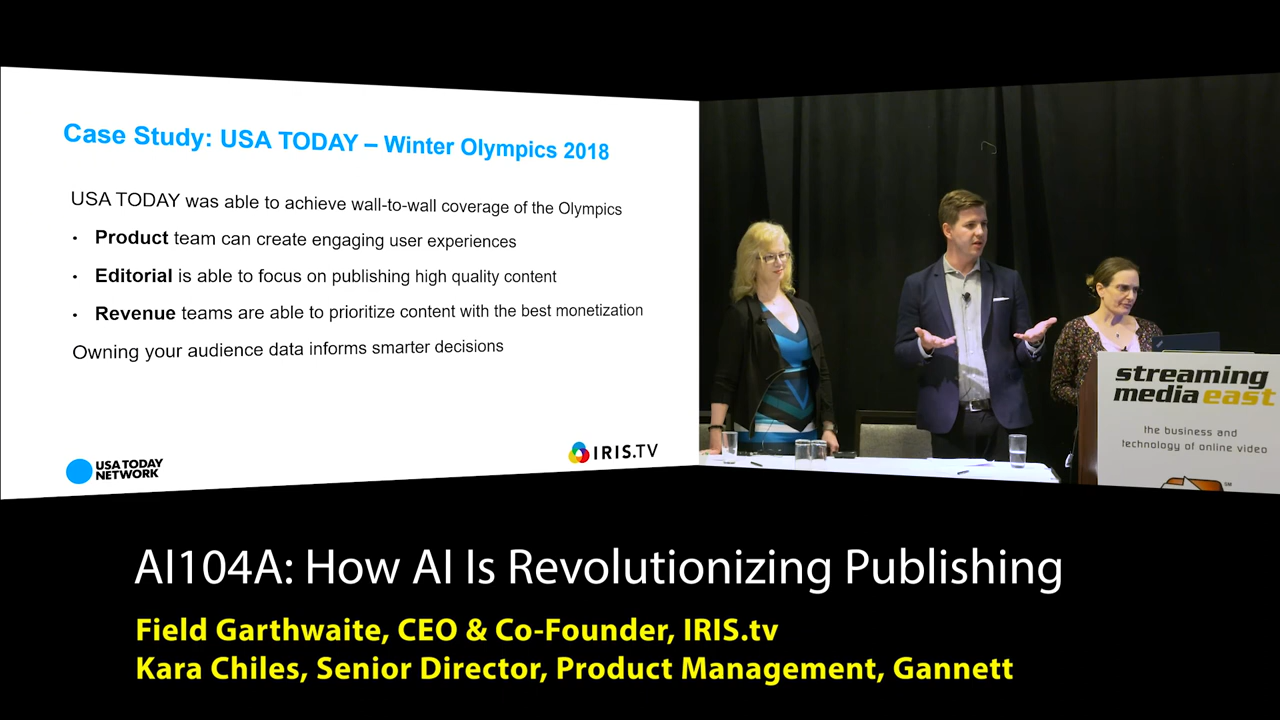 Case Study: USA TODAY – Winter Olympics 2018
USA TODAY was able to achieve wall-to-wall coverage of the Olympics
• Product team can create engaging user experiences
• Editorial is able to focus on publishing high quality content
• Revenue teams are able to prioritize content with the best monetization
Owning your audience data informs smarter decisions
USA TODAY
NETWORK
IRIS.TV
streaming
media east
the business and
technology of online video
SM
AI104A: How AI Is Revolutionizing Publishing
Field Garthwaite, CEO & Co-Founder, IRIS.tv
Kara Chiles, Senior Director, Product Management, Gannett